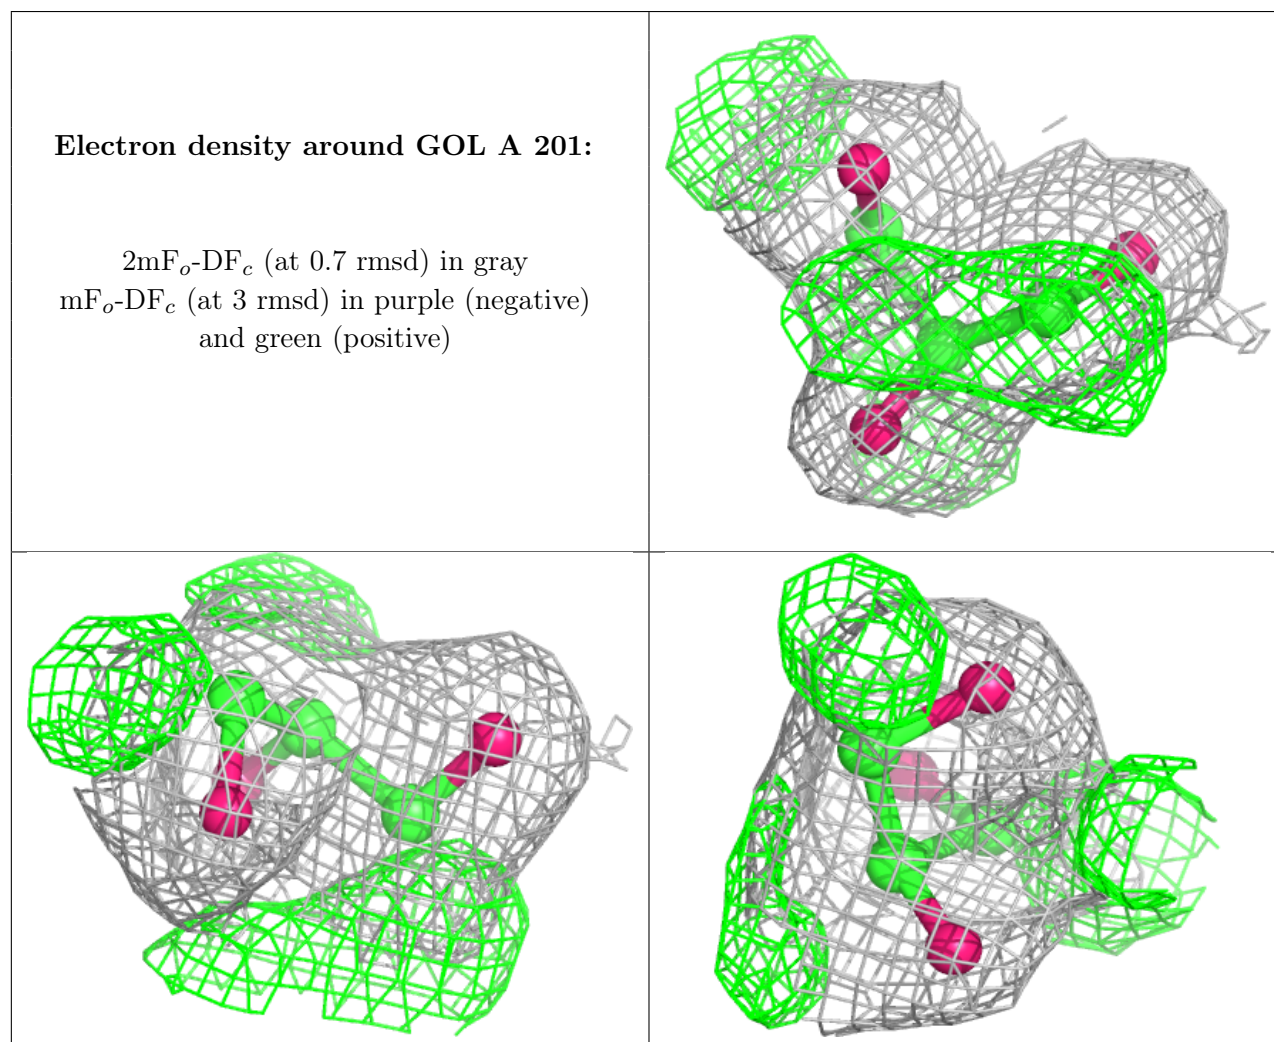 Electron density around GOL A 201:
2mFo-DFc (at 0.7 rmsd) in gray
mFo-DFc (at 3 rmsd) in purple (negative)
and green (positive)